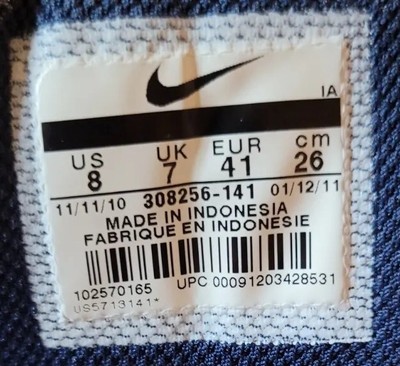 IA
US UK EUR cm
8 7 41 26
11/11/10 308256-141 01/12/11
MADE IN INDONESIA
FABRIQUE EN INDONESIE
102570165 UPC 00091203428531
US5713141*